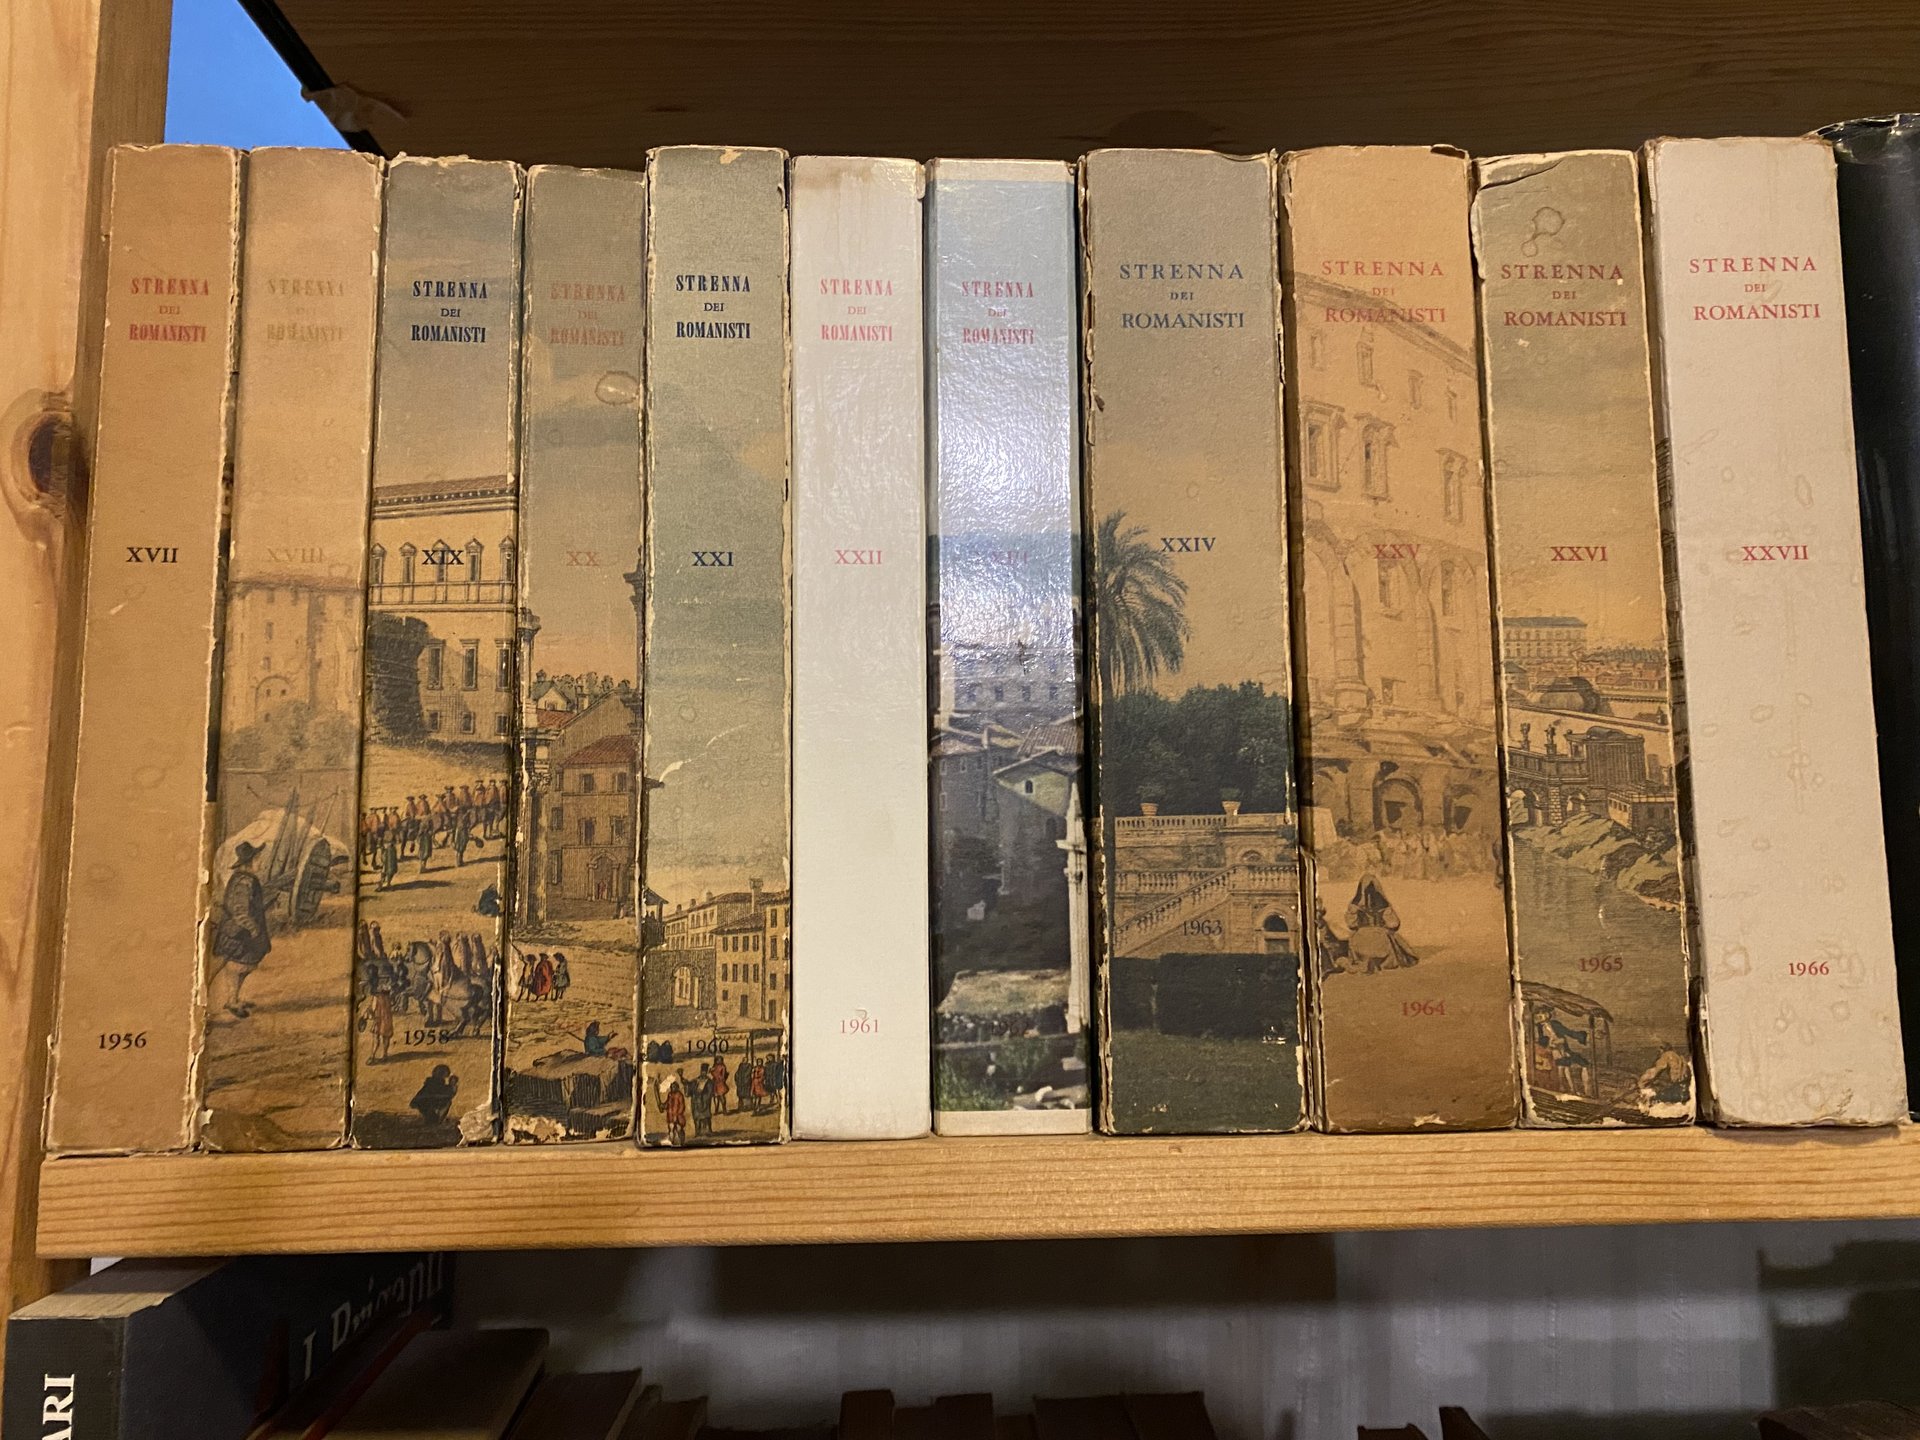 STRENNA
DEI
ROMANISTI
XVII
1956
STRENNA
DEI
ROMANISTI
XVIII
STRENNA
DEI
ROMANISTI
XIX
1958
STRENNA
DEI
ROMANISTI
XX
STRENNA
DEI
ROMANISTI
XXI
1960
STRENNA
DEI
ROMANISTI
XXII
1961
STRENNA
DEI
ROMANISTI
STRENNA
DEI
ROMANISTI
XXIV
1963
STRENNA
DEI
ROMANISTI
XXV
1964
STRENNA
DEI
ROMANISTI
XXVI
1965
STRENNA
DEI
ROMANISTI
XXVII
1966